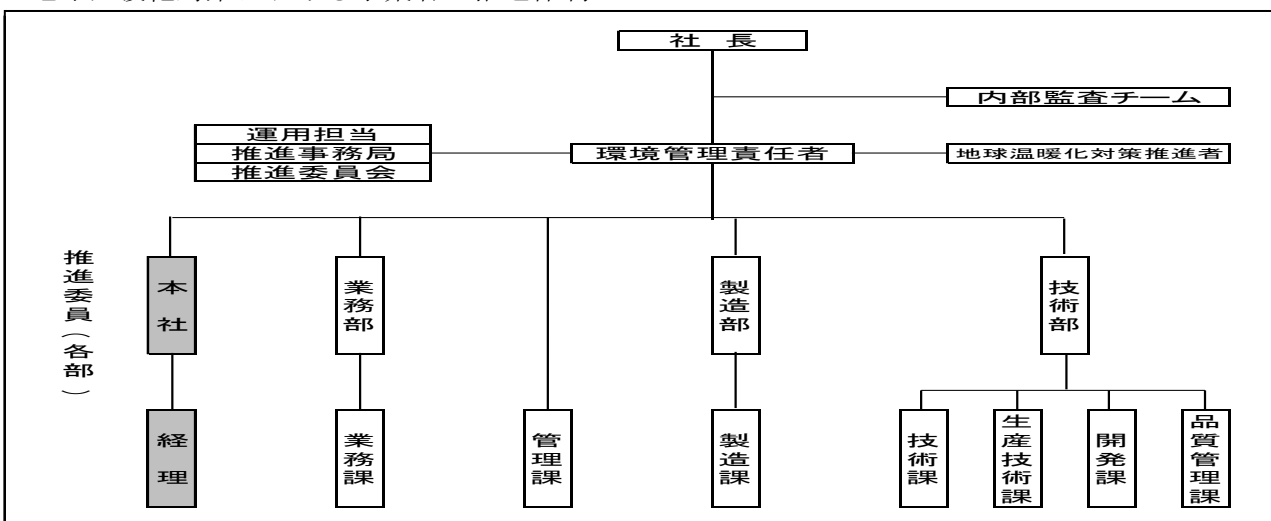 社長
内部監査チーム
運用担当
推進事務局
推進委員会
環境管理責任者
地球温暖化対策推進者
推進委員（各部）
本社
業務部
製造部
技術部
経理
業務課
管理課
製造課
技術課
生産技術課
開発課
品質管理課